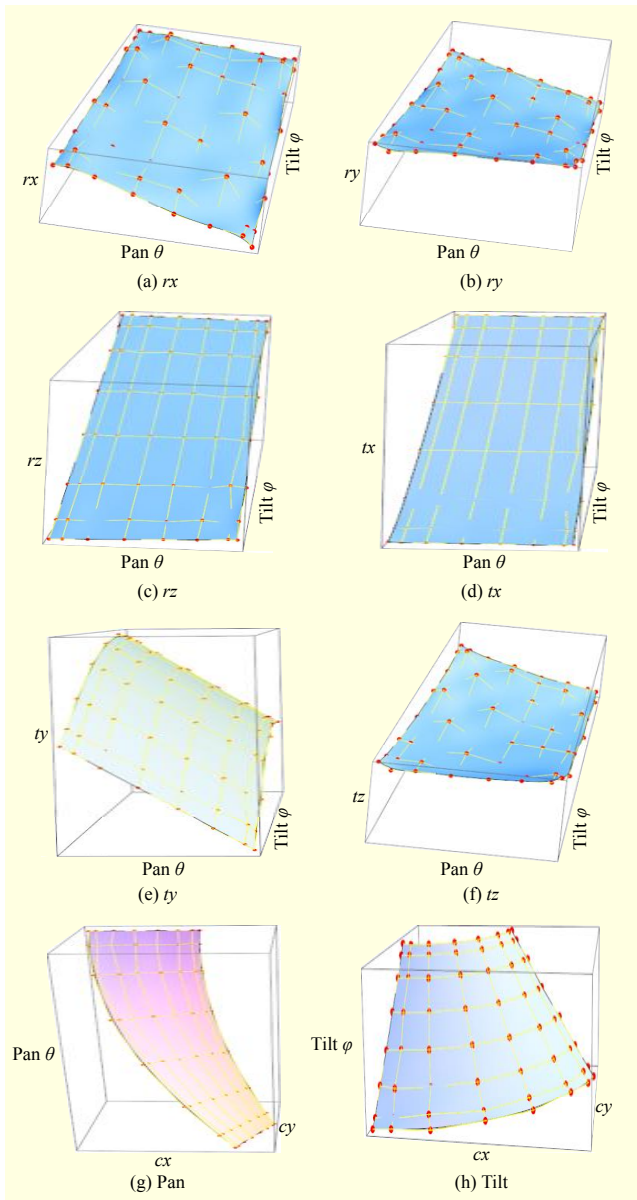 rx
Tilt φ
Pan θ
(a) rx
ry
Tilt φ
Pan θ
(b) ry
rz
Tilt φ
Pan θ
(c) rz
tx
Tilt φ
Pan θ
(d) tx
ty
Tilt φ
Pan θ
(e) ty
tz
Tilt φ
Pan θ
(f) tz
Pan θ
cy
cx
(g) Pan
Tilt φ
cy
cx
(h) Tilt